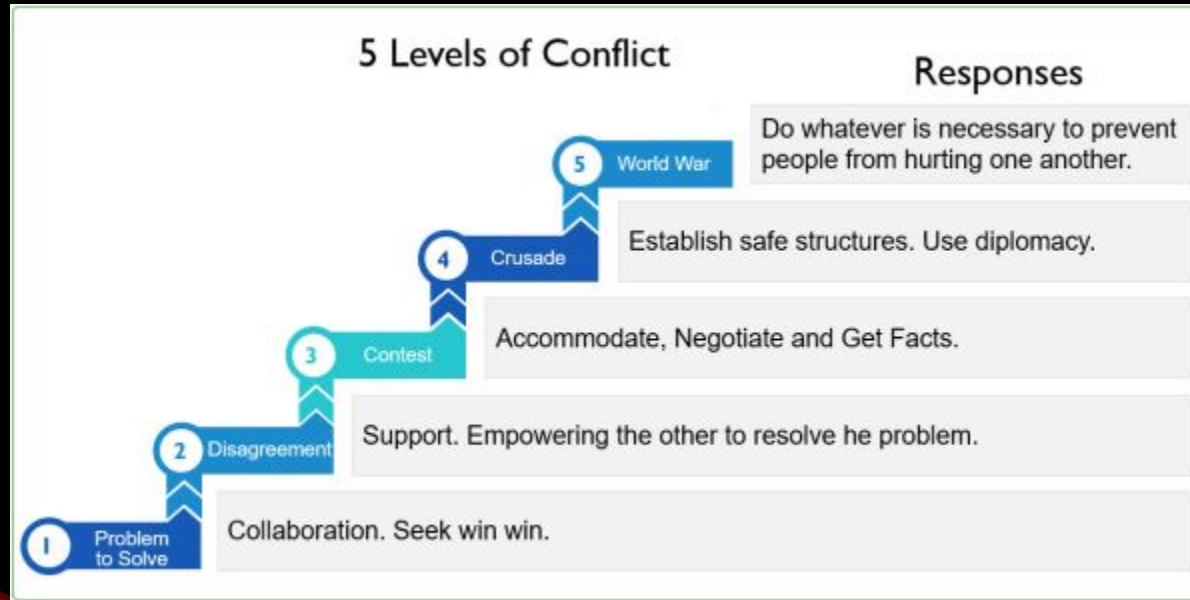 5 Levels of Conflict
Responses
5
World War
Do whatever is necessary to prevent
people from hurting one another.
4
Crusade
Establish safe structures. Use diplomacy.
3
Contest
Accommodate, Negotiate and Get Facts.
2
Disagreement
Support. Empowering the other to resolve he problem.
1
Problem
to Solve
Collaboration. Seek win win.